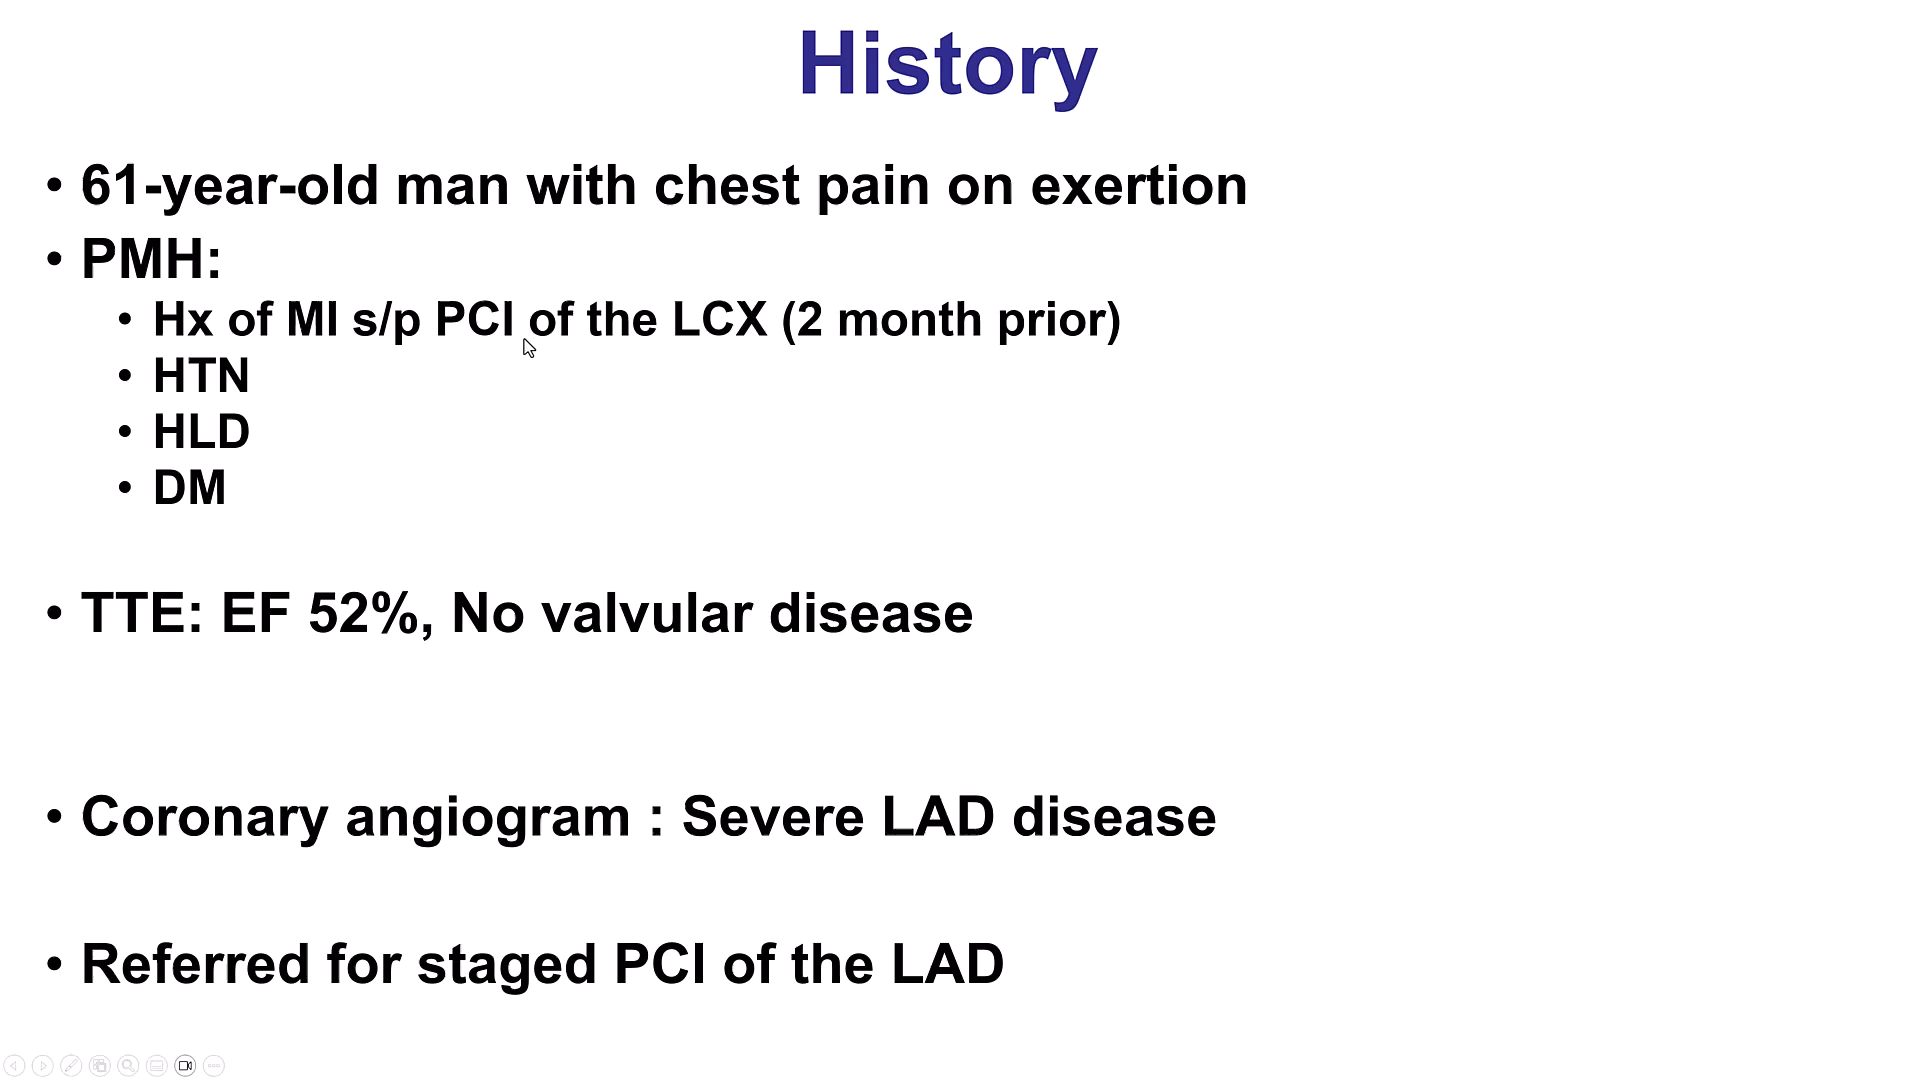 History
• 61-year-old man with chest pain on exertion
• PMH:
• Hx of MI s/p PCI of the LCX (2 month prior)
• HTN
• HLD
• DM
• TTE: EF 52%, No valvular disease
• Coronary angiogram : Severe LAD disease
• Referred for staged PCI of the LAD